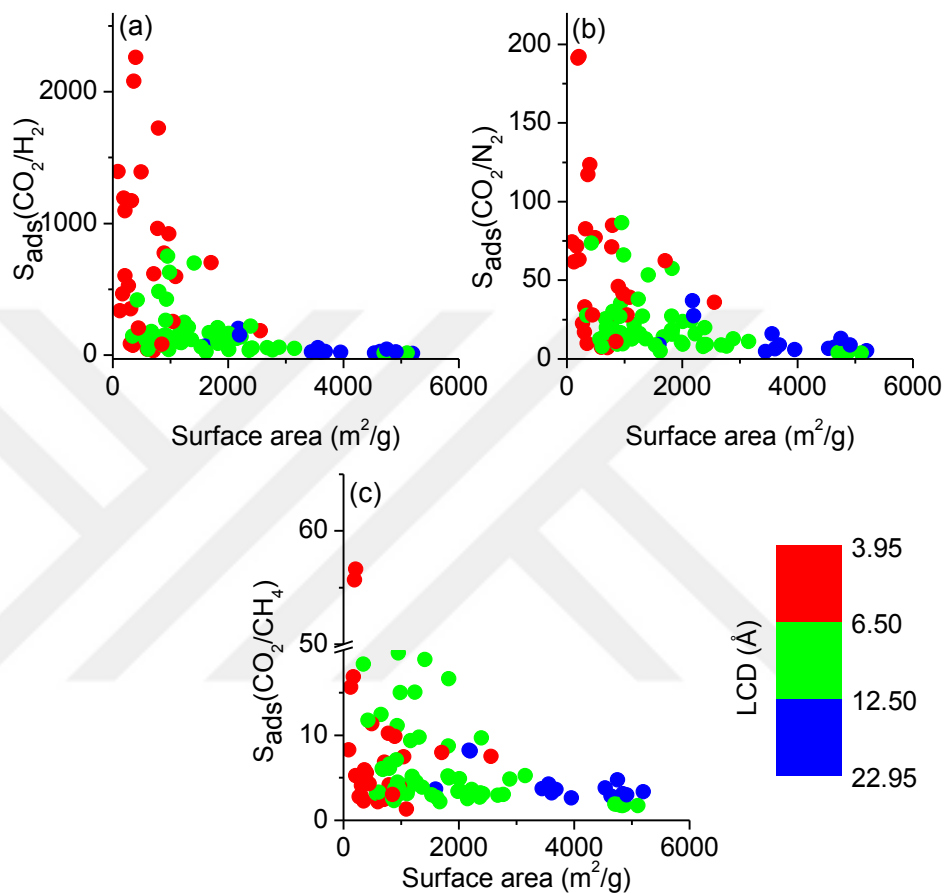 (a)
2000
1000
0
S_ads(CO_2/H_2)
0 2000 4000 6000
Surface area (m^2/g)
(b)
200
150
100
50
0
S_ads(CO_2/N_2)
0 2000 4000 6000
Surface area (m^2/g)
(c)
60
50
10
0
S_ads(CO_2/CH_4)
0 2000 4000 6000
Surface area (m^2/g)
LCD (Å)
3.95
6.50
12.50
22.95